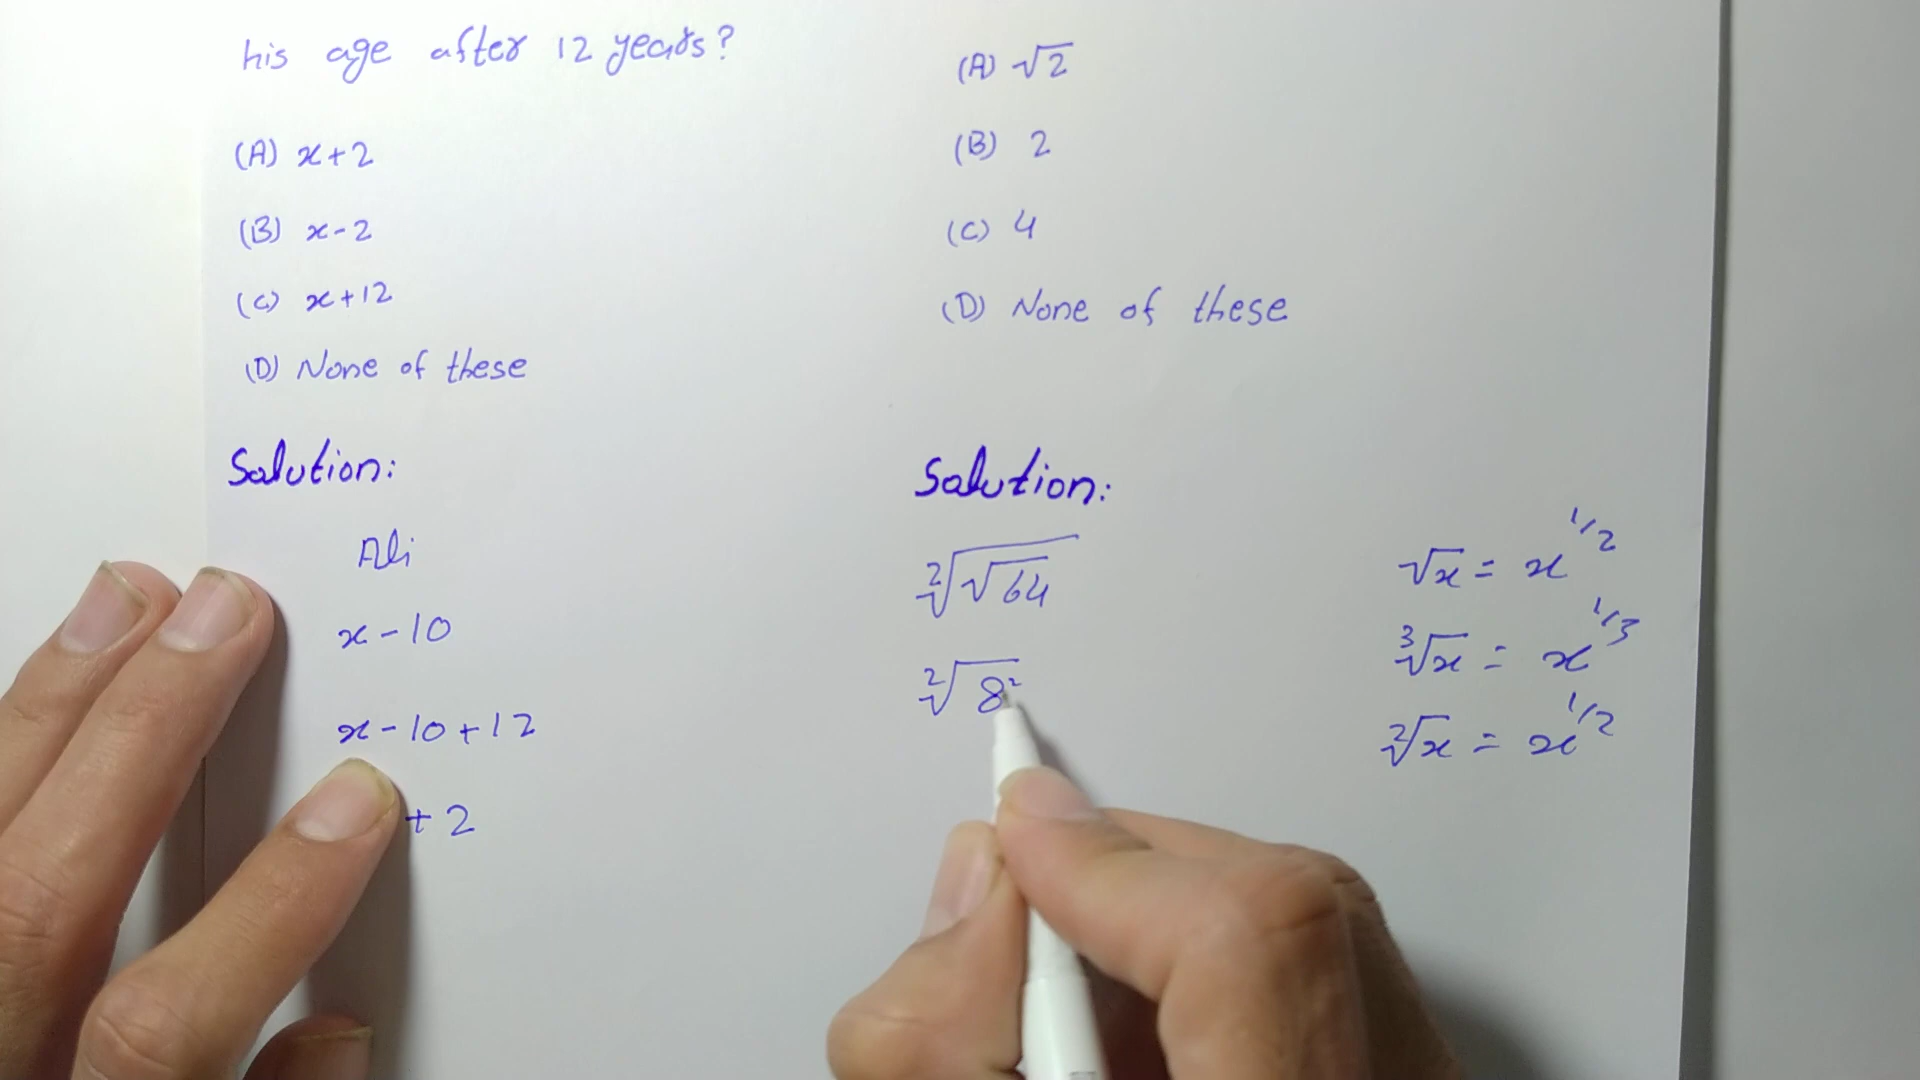 his age after 12 years?
(A) x+2
(B) x-2
(C) x+12
(D) None of these
Solution:
Ali
x-10
x-10+12
+2
(A) √2
(B) 2
(C) 4
(D) None of these
Solution:
²√√64
²√8²
√x = x^1/2
³√x = x^1/3
²√x = x^1/2